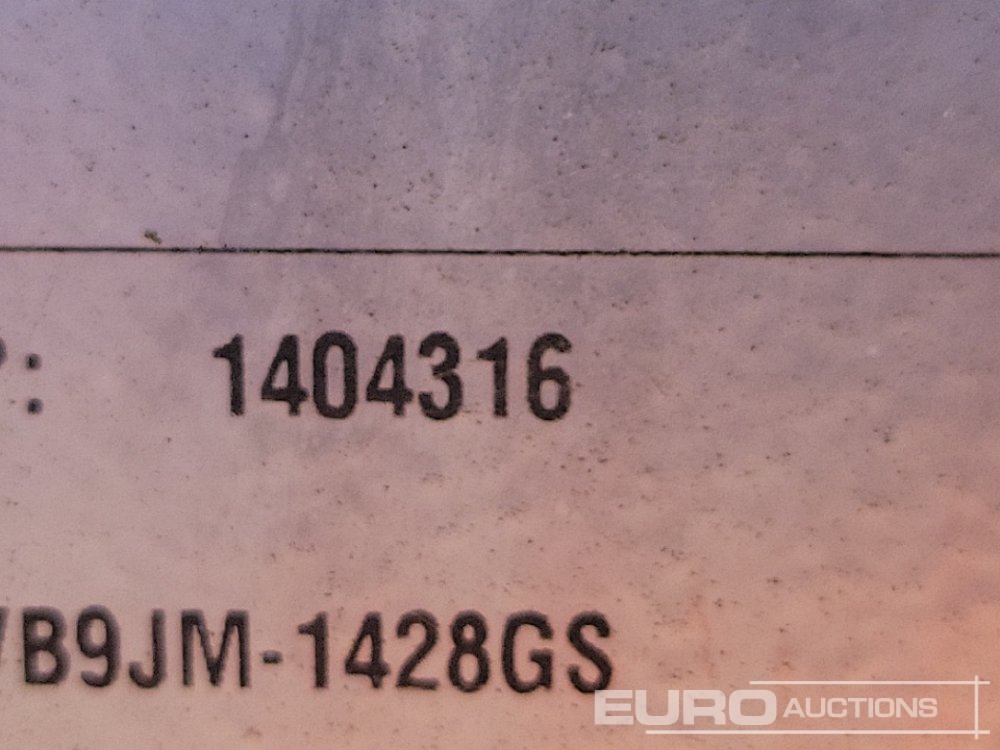 : 1404316
B9JM-1428GS
EURO AUCTIONS